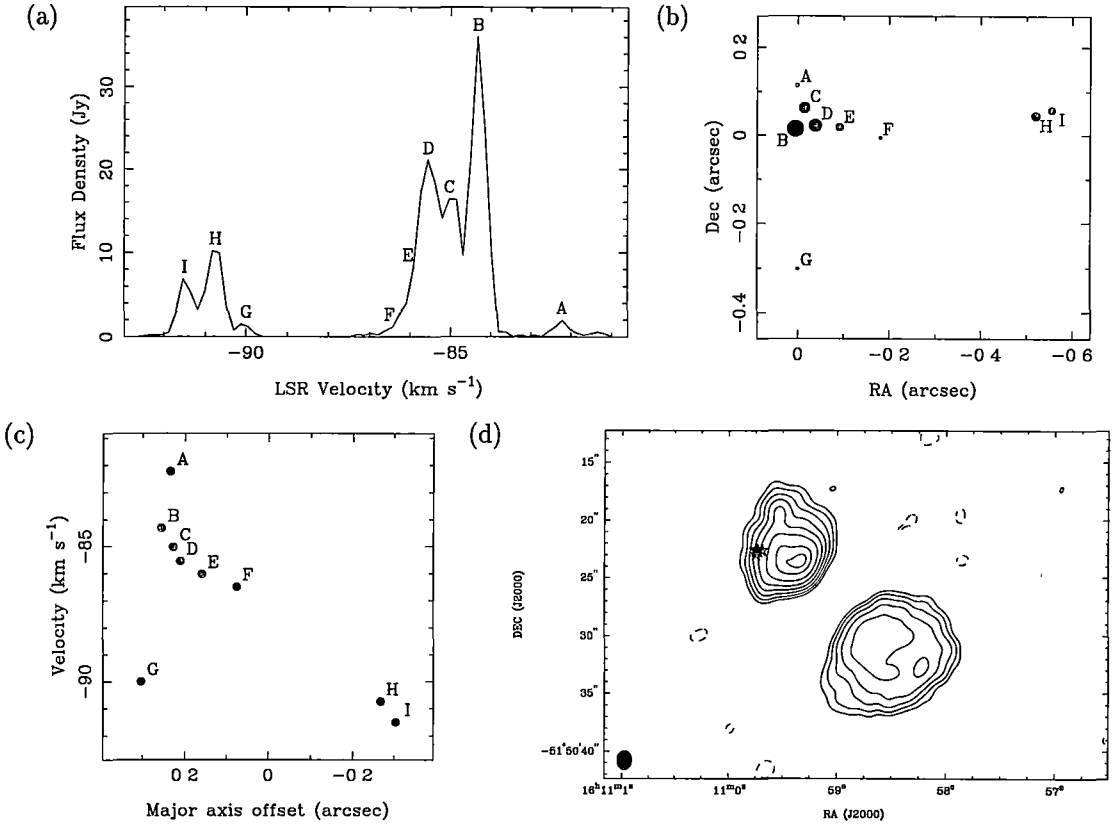 (a)
Flux Density (Jy)
30
20
10
0
I
H
G
F
E
D
C
B
A
-90
-85
LSR Velocity (km s⁻¹)
(b)
Dec (arcsec)
0 2
0
-0.2
-0.4
A
C
D
E
F
B
H
I
G
0
-0 2
-0 4
-0 6
RA (arcsec)
(c)
Velocity (km s⁻¹)
-85
-90
A
B
C
D
E
F
G
H
I
0 2
0
-0 2
Major axis offset (arcsec)
(d)
DEC (J2000)
15"
20"
25"
30"
35"
-51°50'40"
16ʰ11ᵐ1ˢ
11ᵐ0ˢ
59ˢ
58ˢ
57ˢ
RA (J2000)